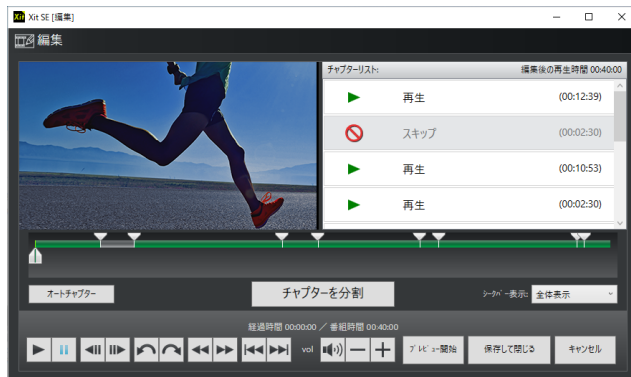 Xit Xit SE [編集]
編集
チャプターリスト: 編集後の再生時間 00:40:00
再生 (00:12:39)
スキップ (00:02:30)
再生 (00:10:53)
再生 (00:02:30)
オートチャプター チャプターを分割 シークバー表示: 全体表示
経過時間 00:00:00 / 番組時間 00:40:00
vol プレビュー開始 保存して閉じる キャンセル